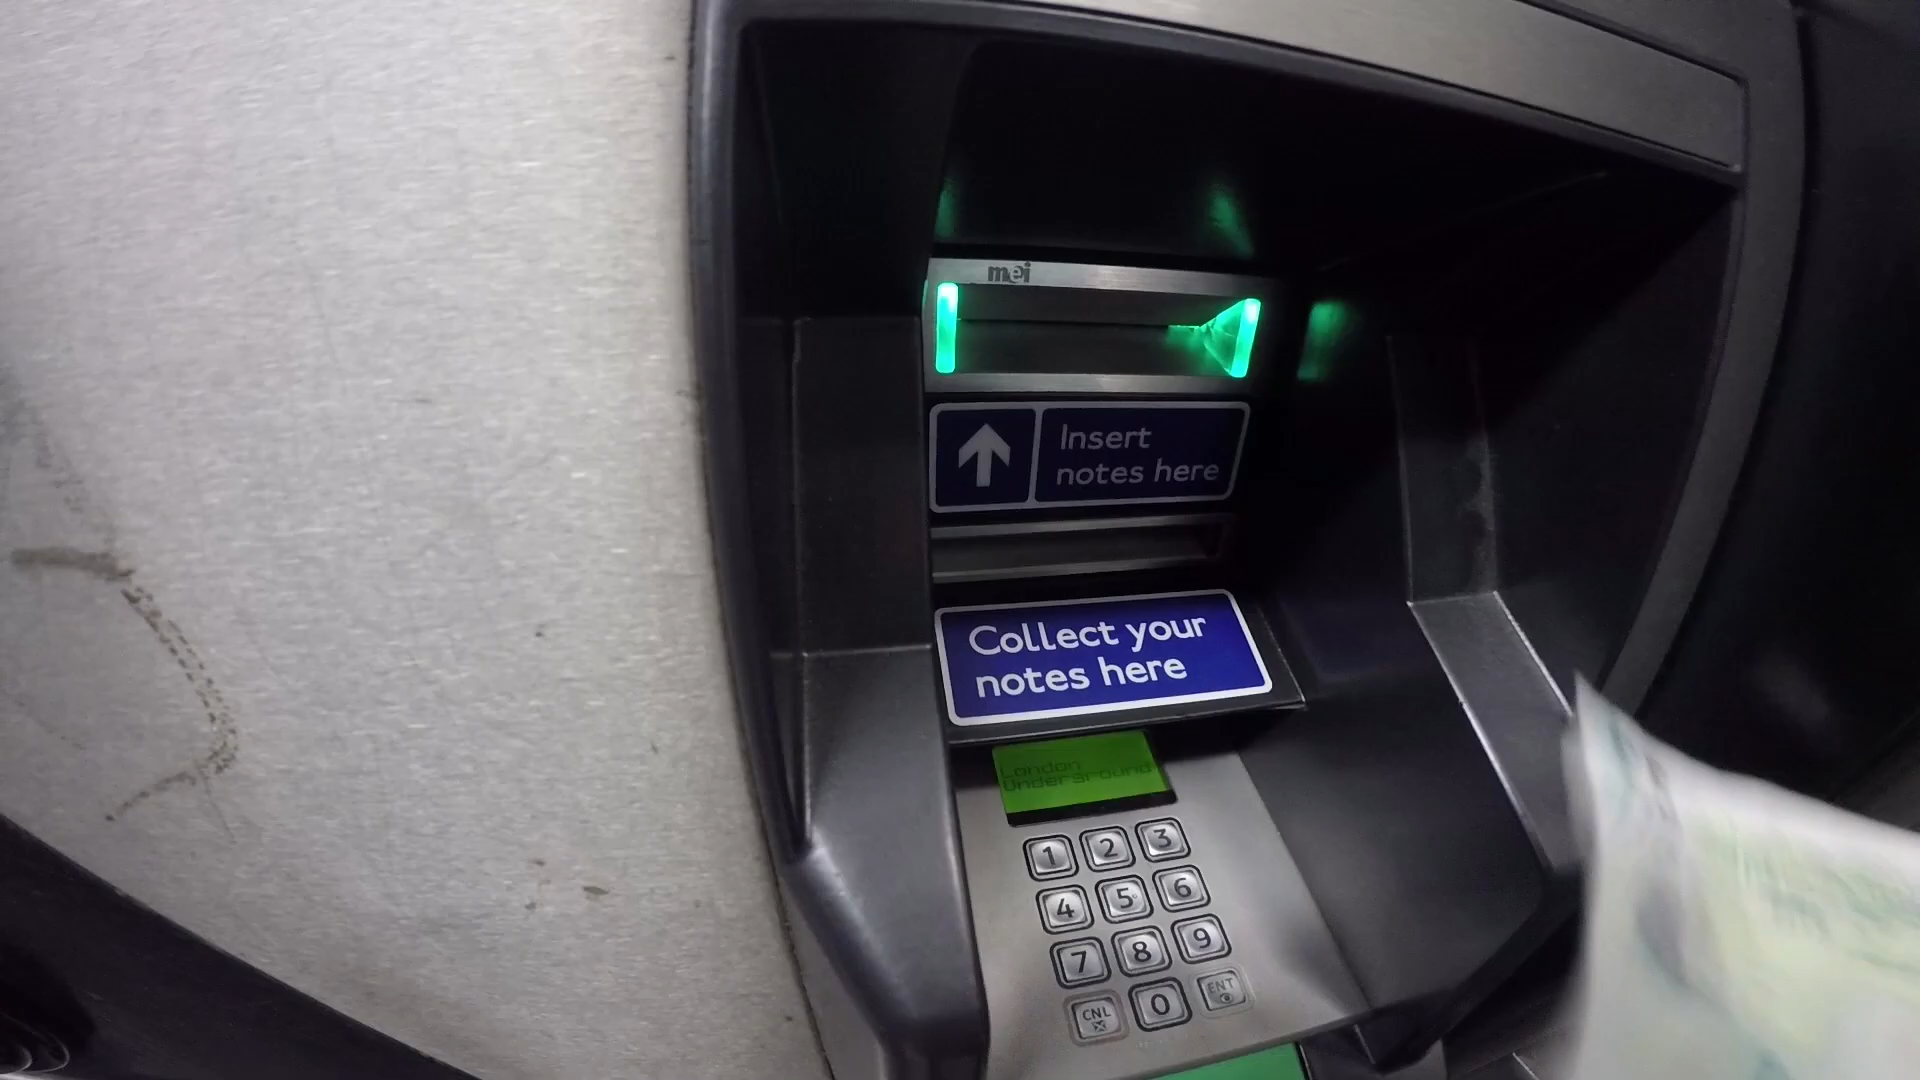 mei
Insert
notes here
Collect your
notes here
London
Underground
1 2 3
4 5 6
7 8 9
CNL 0 ENT